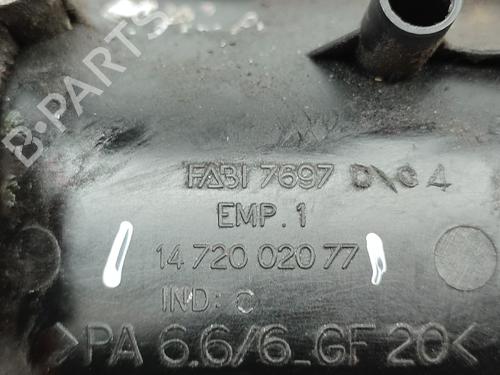 B-PARTS
FABI 7697
EMP. 1
14 720 020 77
IND: C
>PA 6.6/6_GF 20<